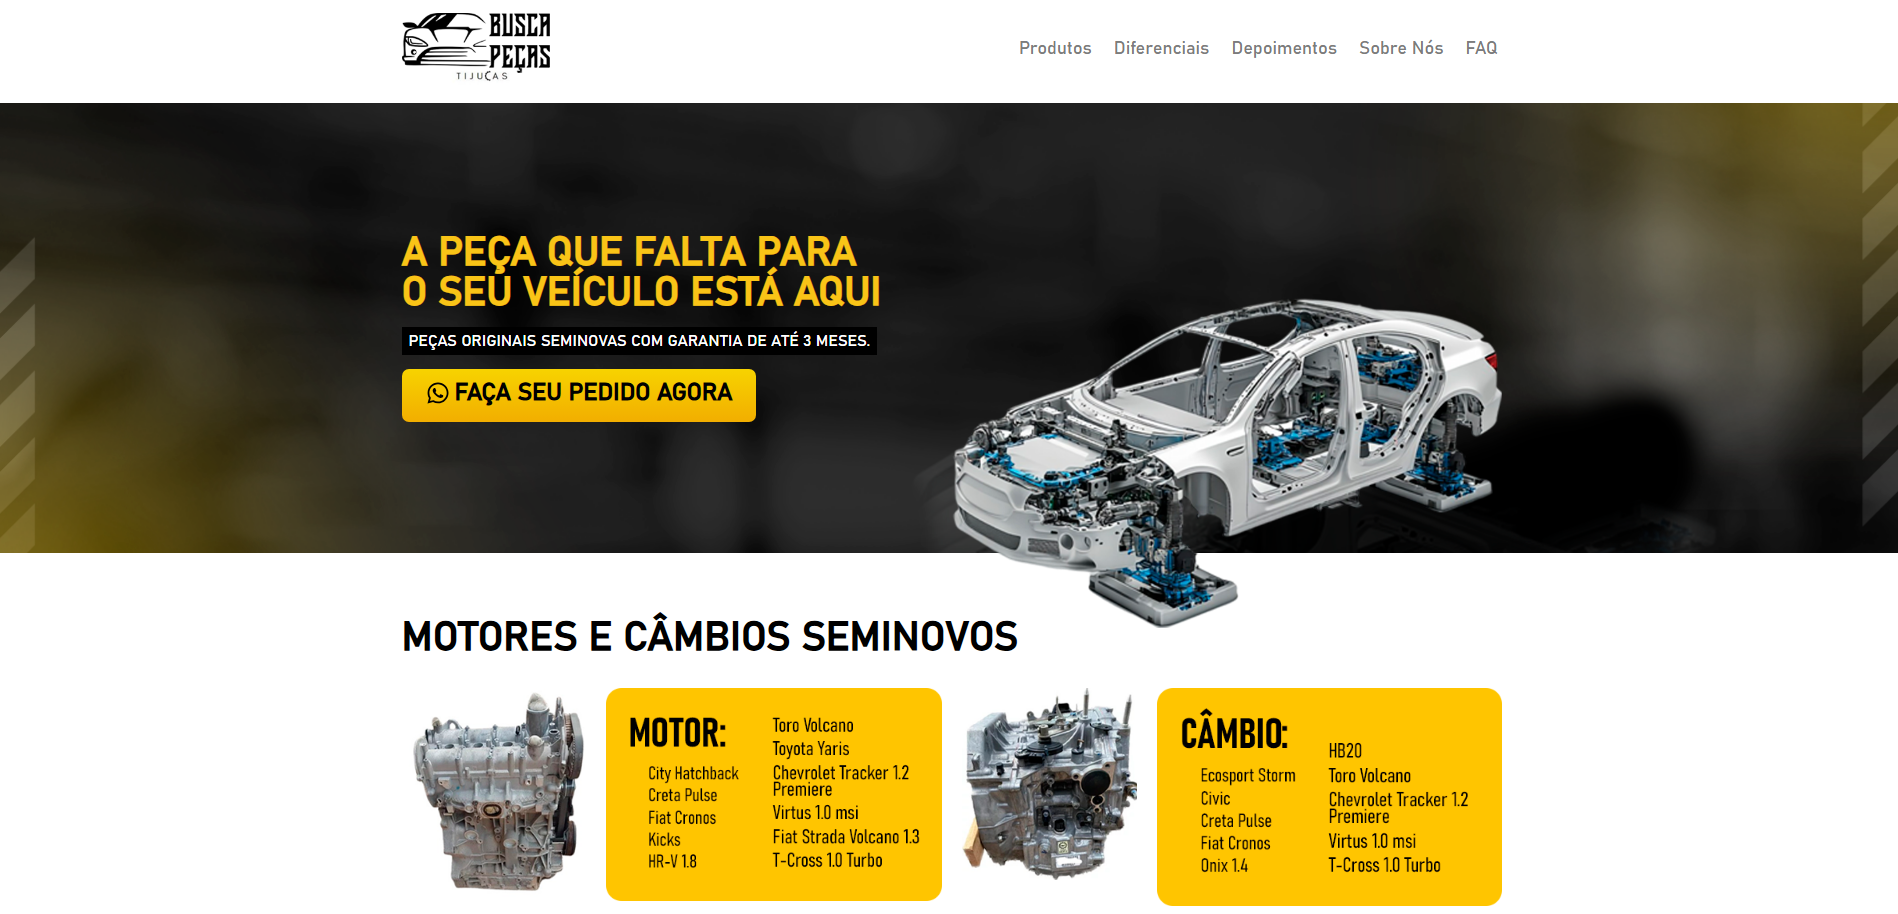 BUSCA
PEÇAS
TIJUCAS
Produtos Diferenciais Depoimentos Sobre Nós FAQ
A PEÇA QUE FALTA PARA
O SEU VEÍCULO ESTÁ AQUI
PEÇAS ORIGINAIS SEMINOVAS COM GARANTIA DE ATÉ 3 MESES.
FAÇA SEU PEDIDO AGORA
MOTORES E CÂMBIOS SEMINOVOS
MOTOR:
City Hatchback
Creta Pulse
Fiat Cronos
Kicks
HR-V 1.8
Toro Volcano
Toyota Yaris
Chevrolet Tracker 1.2
Premiere
Virtus 1.0 msi
Fiat Strada Volcano 1.3
T-Cross 1.0 Turbo
CÂMBIO:
Ecosport Storm
Civic
Creta Pulse
Fiat Cronos
Onix 1.4
HB20
Toro Volcano
Chevrolet Tracker 1.2
Premiere
Virtus 1.0 msi
T-Cross 1.0 Turbo